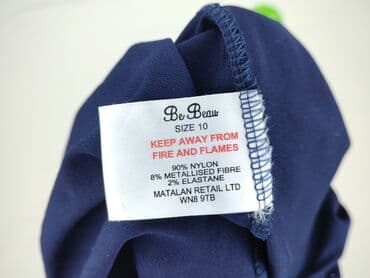 Be Beau
SIZE 10
KEEP AWAY FROM
FIRE AND FLAMES
90% NYLON
8% METALLISED FIBRE
2% ELASTANE
MATALAN RETAIL LTD
WN8 9TB